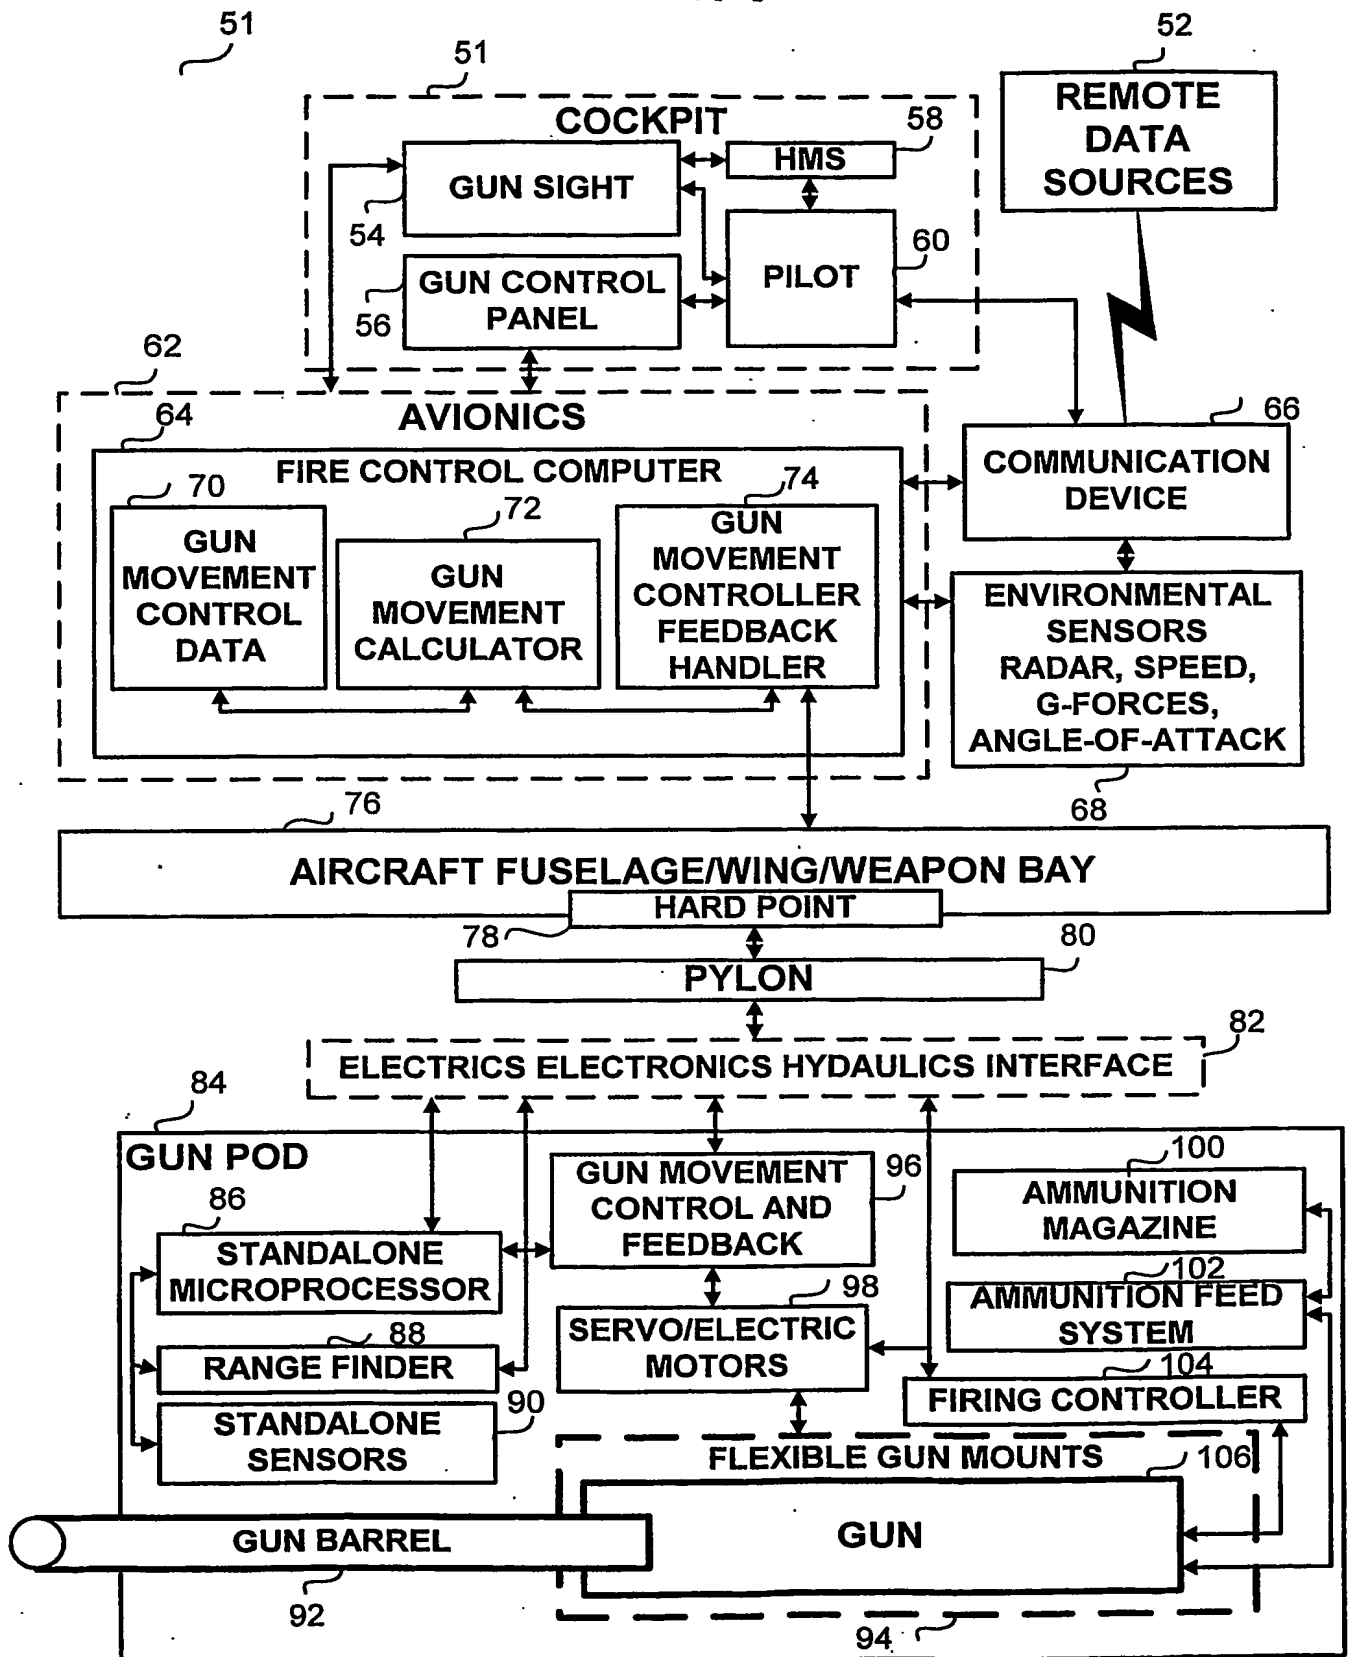 51
51
52
COCKPIT
58
REMOTE
DATA
SOURCES
HMS
GUN SIGHT
54
60
PILOT
GUN CONTROL
PANEL
56
62
AVIONICS
64
66
FIRE CONTROL COMPUTER
COMMUNICATION
DEVICE
70
GUN
MOVEMENT
CONTROL
DATA
72
GUN
MOVEMENT
CALCULATOR
74
GUN
MOVEMENT
CONTROLLER
FEEDBACK
HANDLER
ENVIRONMENTAL
SENSORS
RADAR, SPEED,
G-FORCES,
ANGLE-OF-ATTACK
68
76
AIRCRAFT FUSELAGE/WING/WEAPON BAY
HARD POINT
78
80
PYLON
82
ELECTRICS ELECTRONICS HYDAULICS INTERFACE
84
GUN POD
GUN MOVEMENT
CONTROL AND
FEEDBACK
96
100
AMMUNITION
MAGAZINE
86
STANDALONE
MICROPROCESSOR
98
SERVO/ELECTRIC
MOTORS
102
AMMUNITION FEED
SYSTEM
88
RANGE FINDER
104
FIRING CONTROLLER
90
STANDALONE
SENSORS
FLEXIBLE GUN MOUNTS
106
GUN BARREL
GUN
92
94